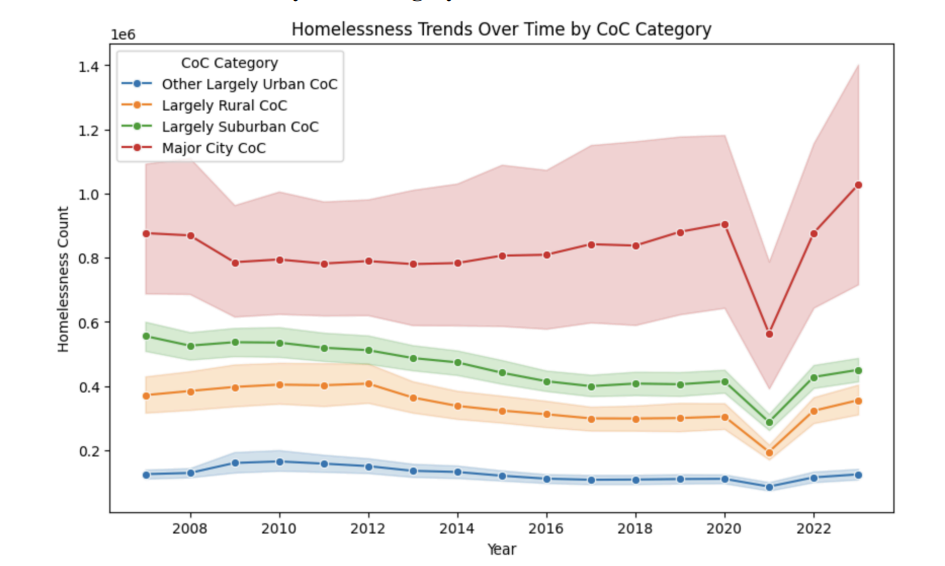 Homelessness Trends Over Time by CoC Category
1e6
CoC Category
Other Largely Urban CoC
Largely Rural CoC
Largely Suburban CoC
Major City CoC
1.4
1.2
1.0
0.8
0.6
0.4
0.2
Homelessness Count
2008 2010 2012 2014 2016 2018 2020 2022
Year